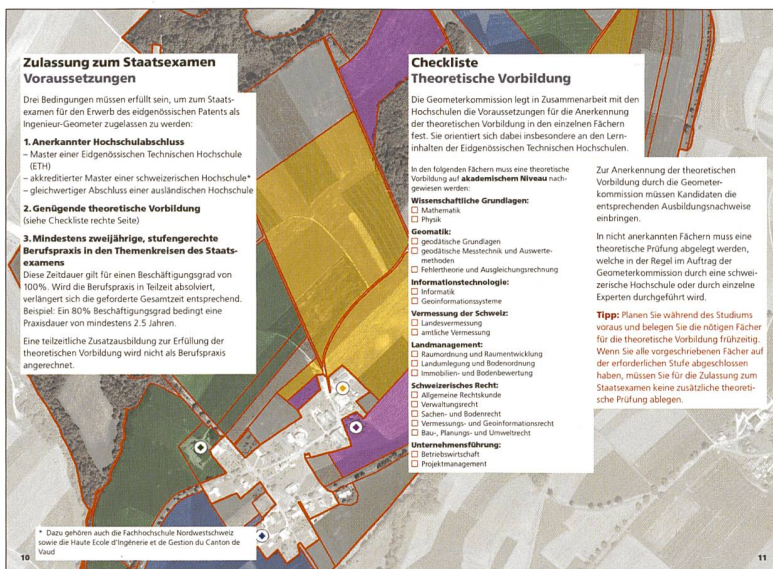 Zulassung zum Staatsexamen
Voraussetzungen
Drei Bedingungen müssen erfüllt sein, um zum Staats-
examen für den Erwerb des eidgenössischen Patents als
Ingenieur-Geometer zugelassen zu werden:
1. Anerkannter Hochschulabschluss
– Master einer Eidgenössischen Technischen Hochschule
(ETH)
– akkreditierter Master einer schweizerischen Hochschule*
– gleichwertiger Abschluss einer ausländischen Hochschule
2. Genügende theoretische Vorbildung
(siehe Checkliste rechte Seite)
3. Mindestens zweijährige, stufengerechte
Berufspraxis in den Themenkreisen des Staats-
examens
Diese Zeitdauer gilt für einen Beschäftigungsgrad von
100%. Wird die Berufspraxis in Teilzeit absolviert,
verlängert sich die geforderte Gesamtzeit entsprechend.
Beispiel: Ein 80% Beschäftigungsgrad bedingt eine
Praxisdauer von mindestens 2.5 Jahren.
Eine teilzeitliche Zusatzausbildung zur Erfüllung der
theoretischen Vorbildung wird nicht als Berufspraxis
angerechnet.
* Dazu gehören auch die Fachhochschule Nordwestschweiz
sowie die Haute Ecole d'Ingénerie et de Gestion du Canton de
Vaud
10
Checkliste
Theoretische Vorbildung
Die Geometerkommission legt in Zusammenarbeit mit den
Hochschulen die Voraussetzungen für die Anerkennung
der theoretischen Vorbildung in den einzelnen Fächern
fest. Sie orientiert sich dabei insbesondere an den Lern-
inhalten der Eidgenössischen Technischen Hochschulen.
In den folgenden Fächern muss eine theoretische
Vorbildung auf akademischem Niveau nach-
gewiesen werden:
Wissenschaftliche Grundlagen:
Mathematik
Physik
Geomatik:
geodätische Grundlagen
geodätische Messtechnik und Auswerte-
methoden
Fehlertheorie und Ausgleichungsrechnung
Informationstechnologie:
Informatik
Geoinformationssysteme
Vermessung der Schweiz:
Landesvermessung
amtliche Vermessung
Landmanagement:
Raumordnung und Raumentwicklung
Landumlegung und Bodenordnung
Immobilien- und Bodenbewertung
Schweizerisches Recht:
Allgemeine Rechtskunde
Verwaltungsrecht
Sachen- und Bodenrecht
Vermessungs- und Geoinformationsrecht
Bau-, Planungs- und Umweltrecht
Unternehmensführung:
Betriebswirtschaft
Projektmanagement
Zur Anerkennung der theoretischen
Vorbildung durch die Geometer-
kommission müssen Kandidaten die
entsprechenden Ausbildungsnachweise
einbringen.
In nicht anerkannten Fächern muss eine
theoretische Prüfung abgelegt werden,
welche in der Regel im Auftrag der
Geometerkommission durch eine schwei-
zerische Hochschule oder durch einzelne
Experten durchgeführt wird.
Tipp: Planen Sie während des Studiums
voraus und belegen Sie die nötigen Fächer
für die theoretische Vorbildung frühzeitig.
Wenn Sie alle vorgeschriebenen Fächer auf
der erforderlichen Stufe abgeschlossen
haben, müssen Sie für die Zulassung zum
Staatsexamen keine zusätzliche theoreti-
sche Prüfung ablegen.
11